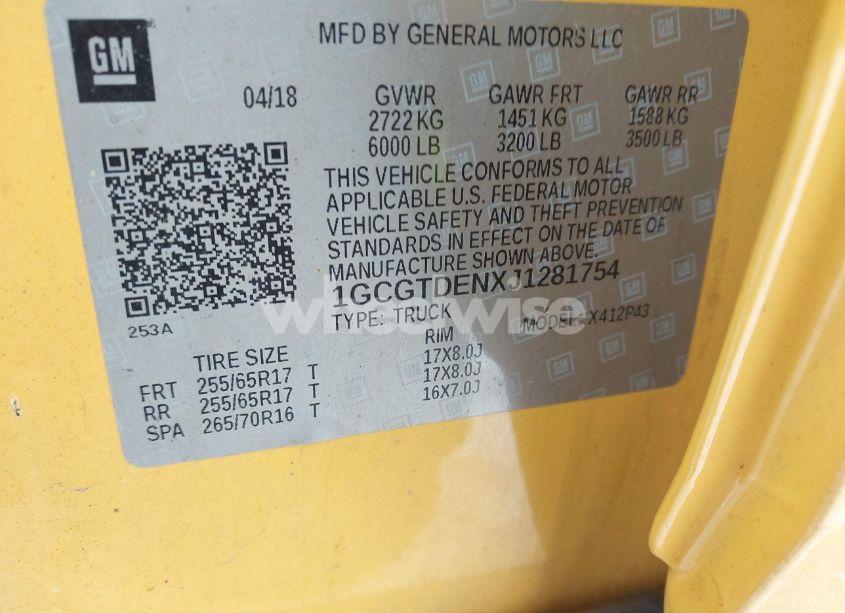 GM
MFD BY GENERAL MOTORS LLC
04/18 GVWR GAWR FRT GAWR RR
2722 KG 1451 KG 1588 KG
6000 LB 3200 LB 3500 LB
THIS VEHICLE CONFORMS TO ALL
APPLICABLE U.S. FEDERAL MOTOR
VEHICLE SAFETY AND THEFT PREVENTION
STANDARDS IN EFFECT ON THE DATE OF
MANUFACTURE SHOWN ABOVE.
1GCGTDENXJ1281754
TYPE: TRUCK MODEL: X412P43
253A
TIRE SIZE RIM
FRT 255/65R17 T 17X8.0J
RR 255/65R17 T 17X8.0J
SPA 265/70R16 T 16X7.0J